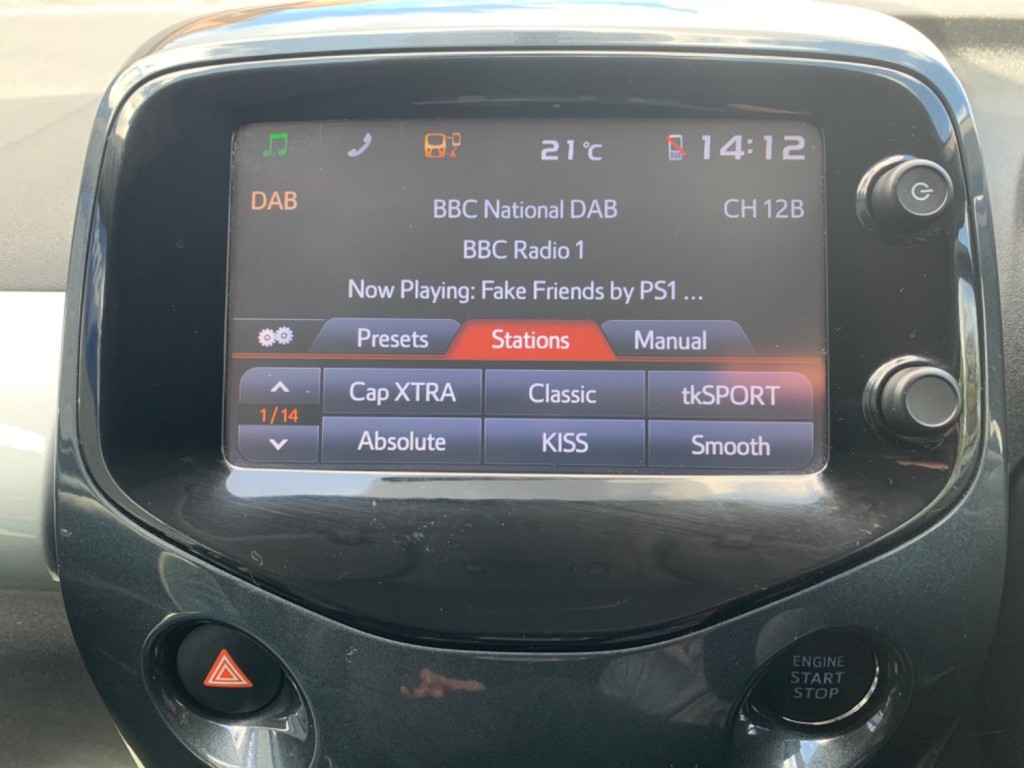 21°C 14:12
DAB BBC National DAB CH 12B
BBC Radio 1
Now Playing: Fake Friends by PS1 ...
Presets Stations Manual
Cap XTRA Classic tkSPORT
1/14
Absolute KISS Smooth
ENGINE
START
STOP